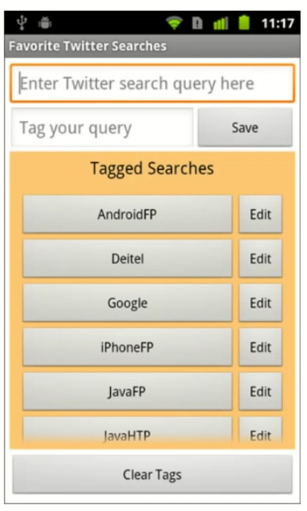 11:17
Favorite Twitter Searches
Enter Twitter search query here
Tag your query Save
Tagged Searches
AndroidFP Edit
Deitel Edit
Google Edit
iPhoneFP Edit
JavaFP Edit
JavaHTP Edit
Clear Tags